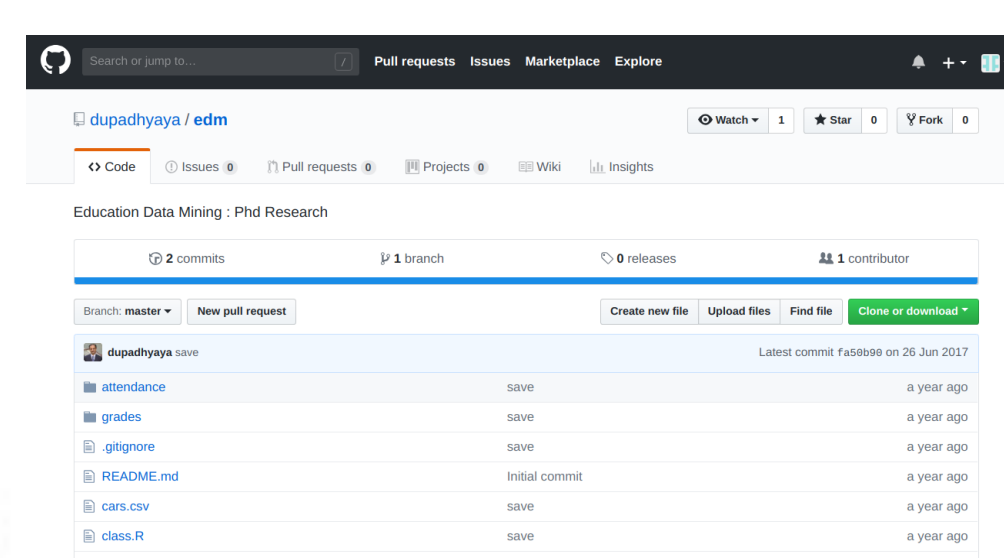 Search or jump to... / Pull requests Issues Marketplace Explore
dupadhyaya / edm Watch 1 Star 0 Fork 0
Code Issues 0 Pull requests 0 Projects 0 Wiki Insights
Education Data Mining : Phd Research
2 commits 1 branch 0 releases 1 contributor
Branch: master New pull request Create new file Upload files Find file Clone or download
dupadhyaya save Latest commit fa50b90 on 26 Jun 2017
attendance save a year ago
grades save a year ago
.gitignore save a year ago
README.md Initial commit a year ago
cars.csv save a year ago
class.R save a year ago